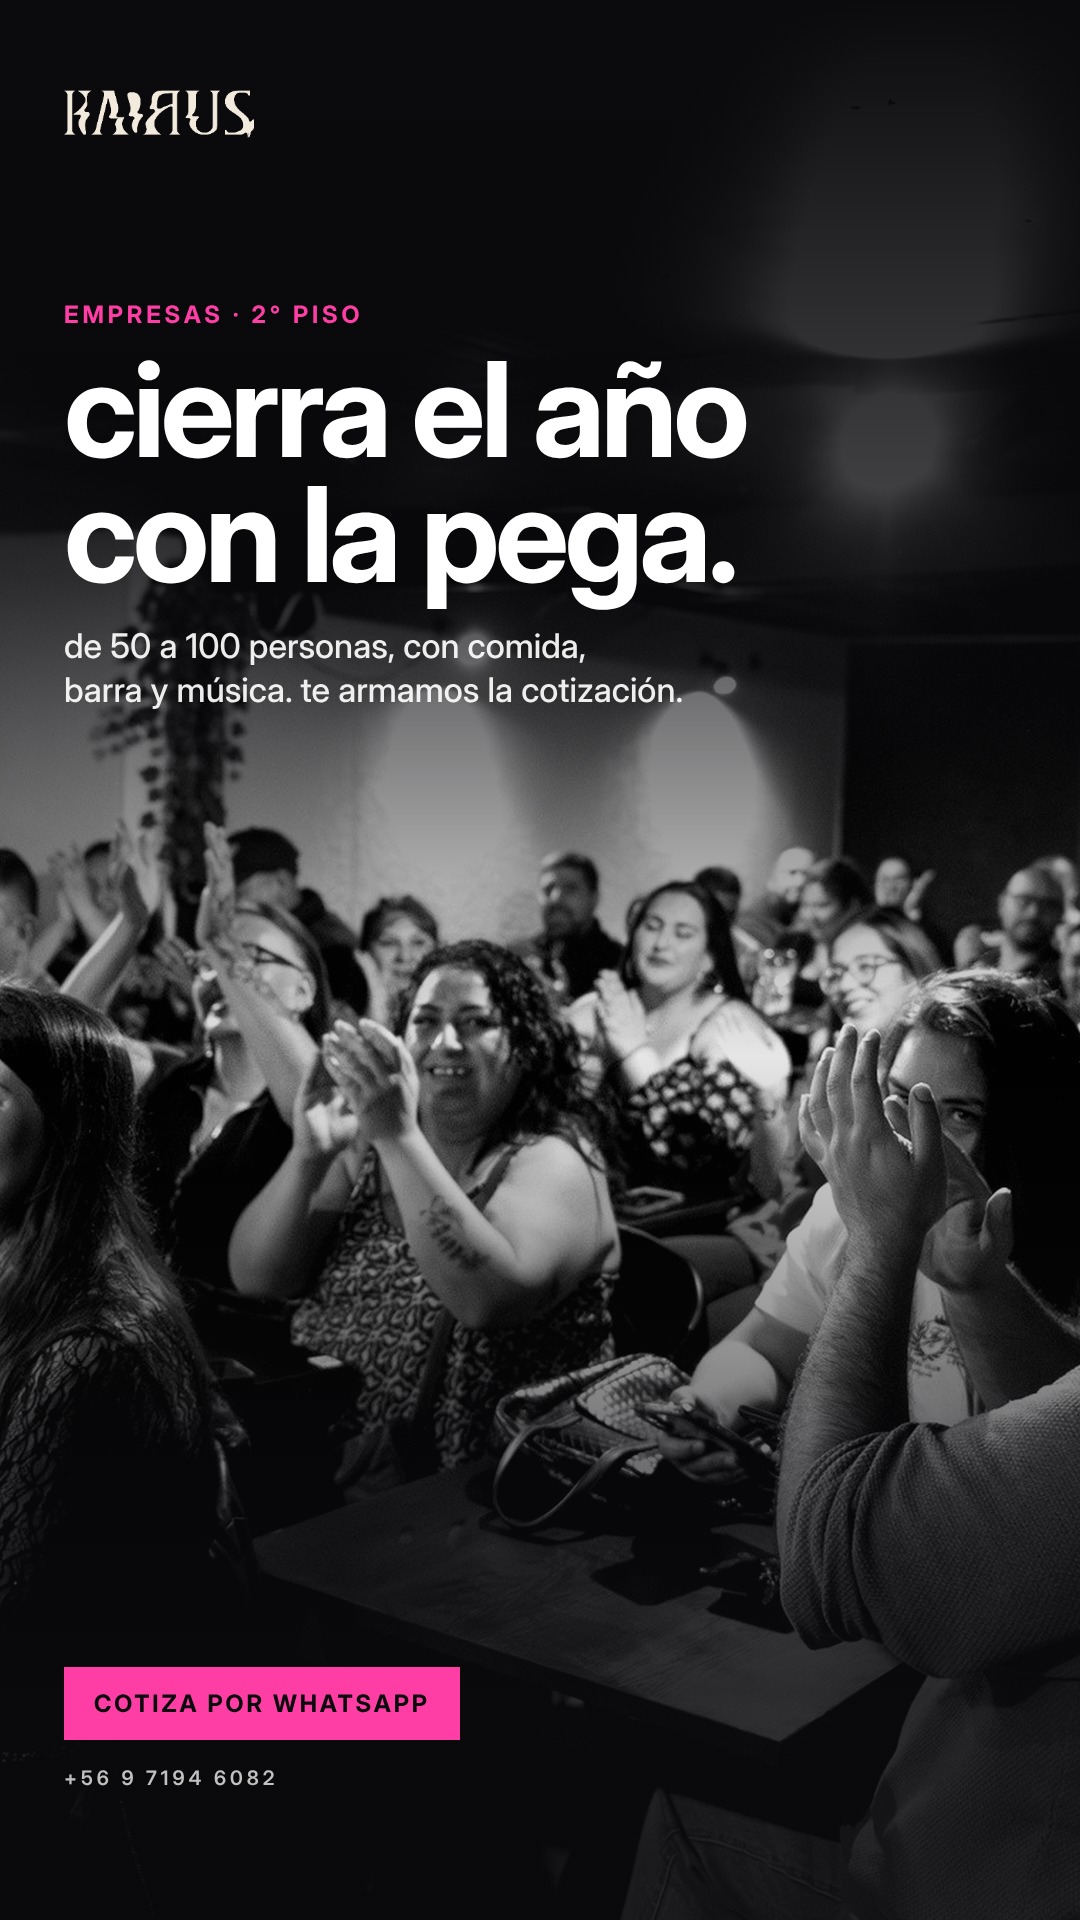 KAIRUS
EMPRESAS · 2° PISO
cierra el año
con la pega.
de 50 a 100 personas, con comida,
barra y música. te armamos la cotización.
COTIZA POR WHATSAPP
+56 9 7194 6082